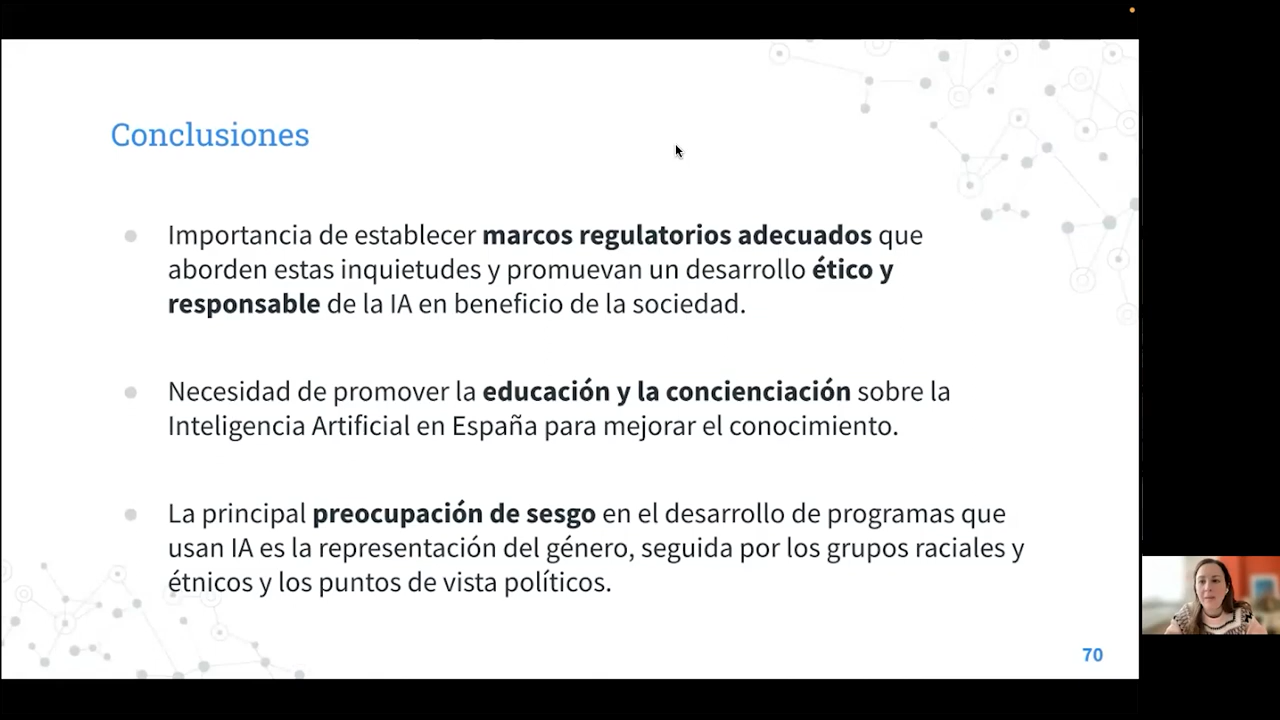 Conclusiones
Importancia de establecer marcos regulatorios adecuados que
aborden estas inquietudes y promuevan un desarrollo ético y
responsable de la IA en beneficio de la sociedad.
Necesidad de promover la educación y la concienciación sobre la
Inteligencia Artificial en España para mejorar el conocimiento.
La principal preocupación de sesgo en el desarrollo de programas que
usan IA es la representación del género, seguida por los grupos raciales y
étnicos y los puntos de vista políticos.
70